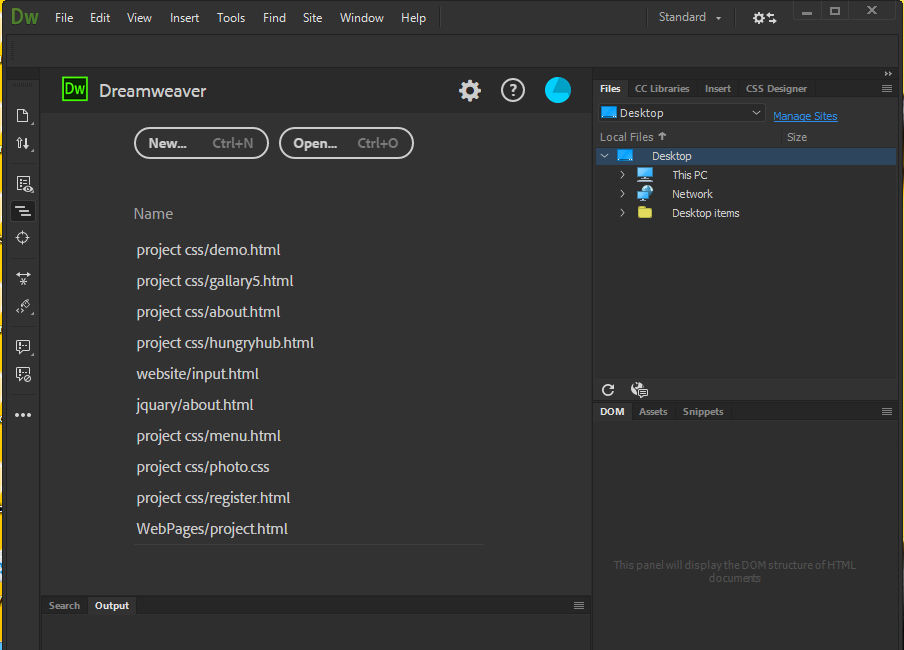 Dw File Edit View Insert Tools Find Site Window Help Standard
Dw Dreamweaver
New... Ctrl+N Open... Ctrl+O
Name
project css/demo.html
project css/gallary5.html
project css/about.html
project css/hungryhub.html
website/input.html
jquary/about.html
project css/menu.html
project css/photo.css
project css/register.html
WebPages/project.html
Search Output
Files CC Libraries Insert CSS Designer
Desktop Manage Sites
Local Files Size
Desktop
This PC
Network
Desktop items
DOM Assets Snippets
This panel will display the DOM structure of HTML
documents